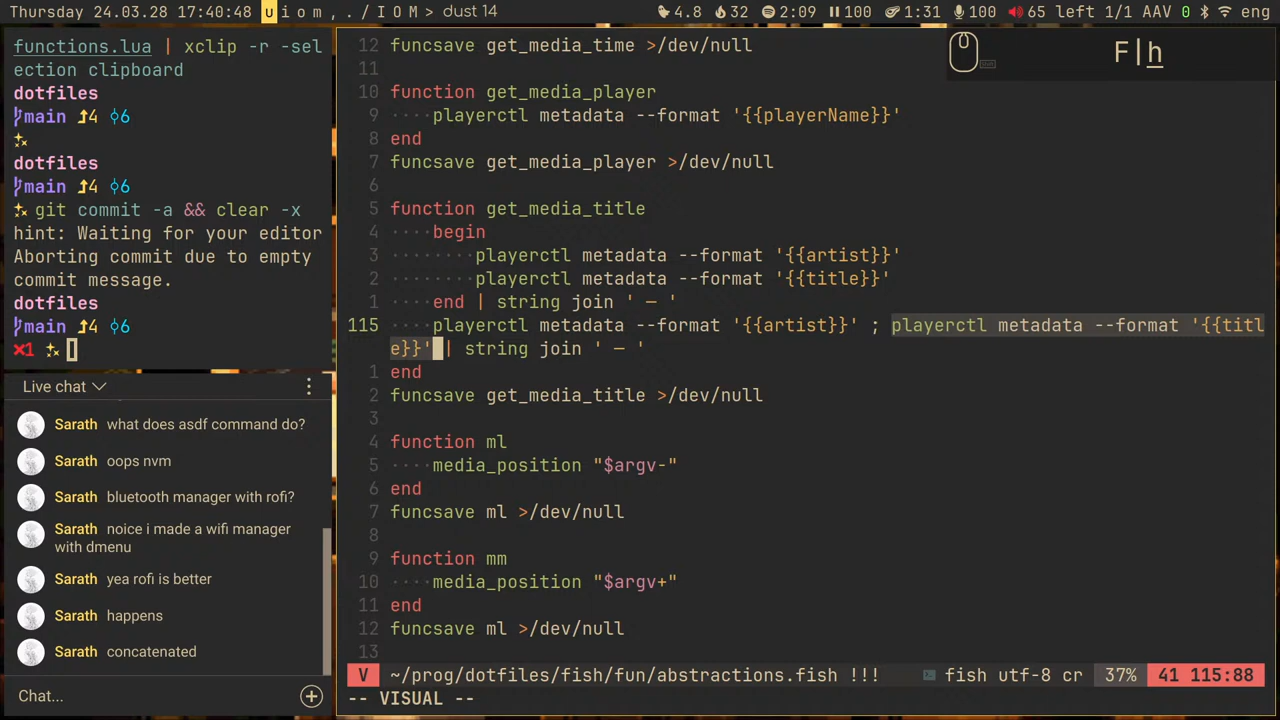 Thursday 24.03.28 17:40:48 u i o m , . / I O M > dust 14 4.8 32 2:09 100 1:31 100 65 left 1/1 AAV 0 eng
functions.lua | xclip -r -sel
ection clipboard
dotfiles
main 4 6
dotfiles
main 4 6
git commit -a && clear -x
hint: Waiting for your editor
Aborting commit due to empty
commit message.
dotfiles
main 4 6
×1
Live chat
Sarath what does asdf command do?
Sarath oops nvm
Sarath bluetooth manager with rofi?
Sarath noice i made a wifi manager
with dmenu
Sarath yea rofi is better
Sarath happens
Sarath concatenated
Chat...
F|h
12 funcsave get_media_time >/dev/null
11
10 function get_media_player
9 ····playerctl metadata --format '{{playerName}}'
8 end
7 funcsave get_media_player >/dev/null
6
5 function get_media_title
4 ····begin
3 ········playerctl metadata --format '{{artist}}'
2 ········playerctl metadata --format '{{title}}'
1 ····end | string join ' — '
115 ····playerctl metadata --format '{{artist}}' ; playerctl metadata --format '{{titl
e}}' | string join ' — '
1 end
2 funcsave get_media_title >/dev/null
3
4 function ml
5 ····media_position "$argv-"
6 end
7 funcsave ml >/dev/null
8
9 function mm
10 ····media_position "$argv+"
11 end
12 funcsave ml >/dev/null
13
V ~/prog/dotfiles/fish/fun/abstractions.fish !!! fish utf-8 cr 37% 41 115:88
-- VISUAL --